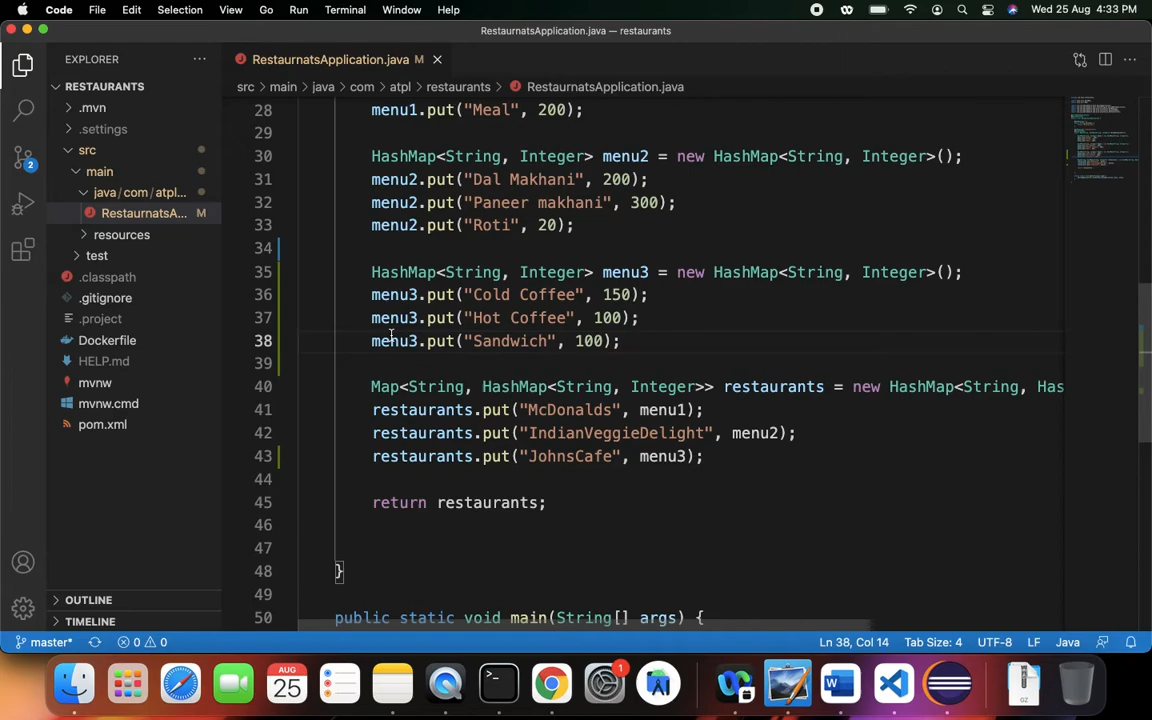 Code File Edit Selection View Go Run Terminal Window Help Wed 25 Aug 4:33 PM
RestaurnatsApplication.java — restaurants
EXPLORER
RestaurnatsApplication.java M
RESTAURANTS
src > main > java > com > atpl > restaurants > RestaurnatsApplication.java
.mvn
.settings
src
main
java / com / atpl...
RestaurnatsA... M
resources
test
.classpath
.gitignore
.project
Dockerfile
HELP.md
mvnw
mvnw.cmd
pom.xml
2
28 menu1.put("Meal", 200);
29
30 HashMap<String, Integer> menu2 = new HashMap<String, Integer>();
31 menu2.put("Dal Makhani", 200);
32 menu2.put("Paneer makhani", 300);
33 menu2.put("Roti", 20);
34
35 HashMap<String, Integer> menu3 = new HashMap<String, Integer>();
36 menu3.put("Cold Coffee", 150);
37 menu3.put("Hot Coffee", 100);
38 menu3.put("Sandwich", 100);
39
40 Map<String, HashMap<String, Integer>> restaurants = new HashMap<String, Has
41 restaurants.put("McDonalds", menu1);
42 restaurants.put("IndianVeggieDelight", menu2);
43 restaurants.put("JohnsCafe", menu3);
44
45 return restaurants;
46
47
48 }
49
50 public static void main(String[] args) {
OUTLINE
TIMELINE
master* 0 0 Ln 38, Col 14 Tab Size: 4 UTF-8 LF Java
AUG
25
1